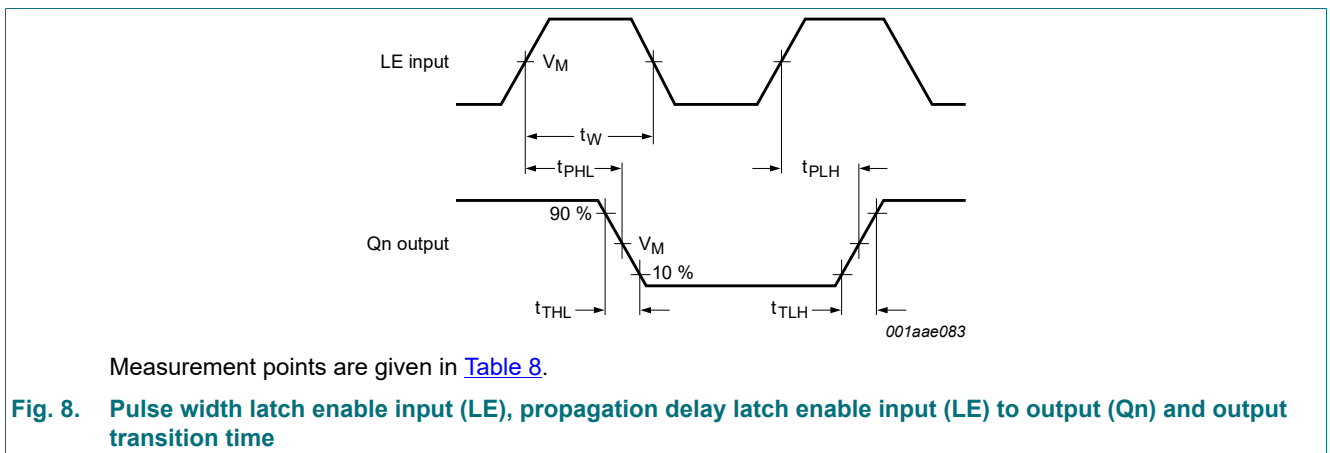 LE input
VM
tW
tPHL
tPLH
90 %
Qn output
VM
10 %
tTHL
tTLH
001aae083
Measurement points are given in Table 8.
Fig. 8. Pulse width latch enable input (LE), propagation delay latch enable input (LE) to output (Qn) and output
transition time